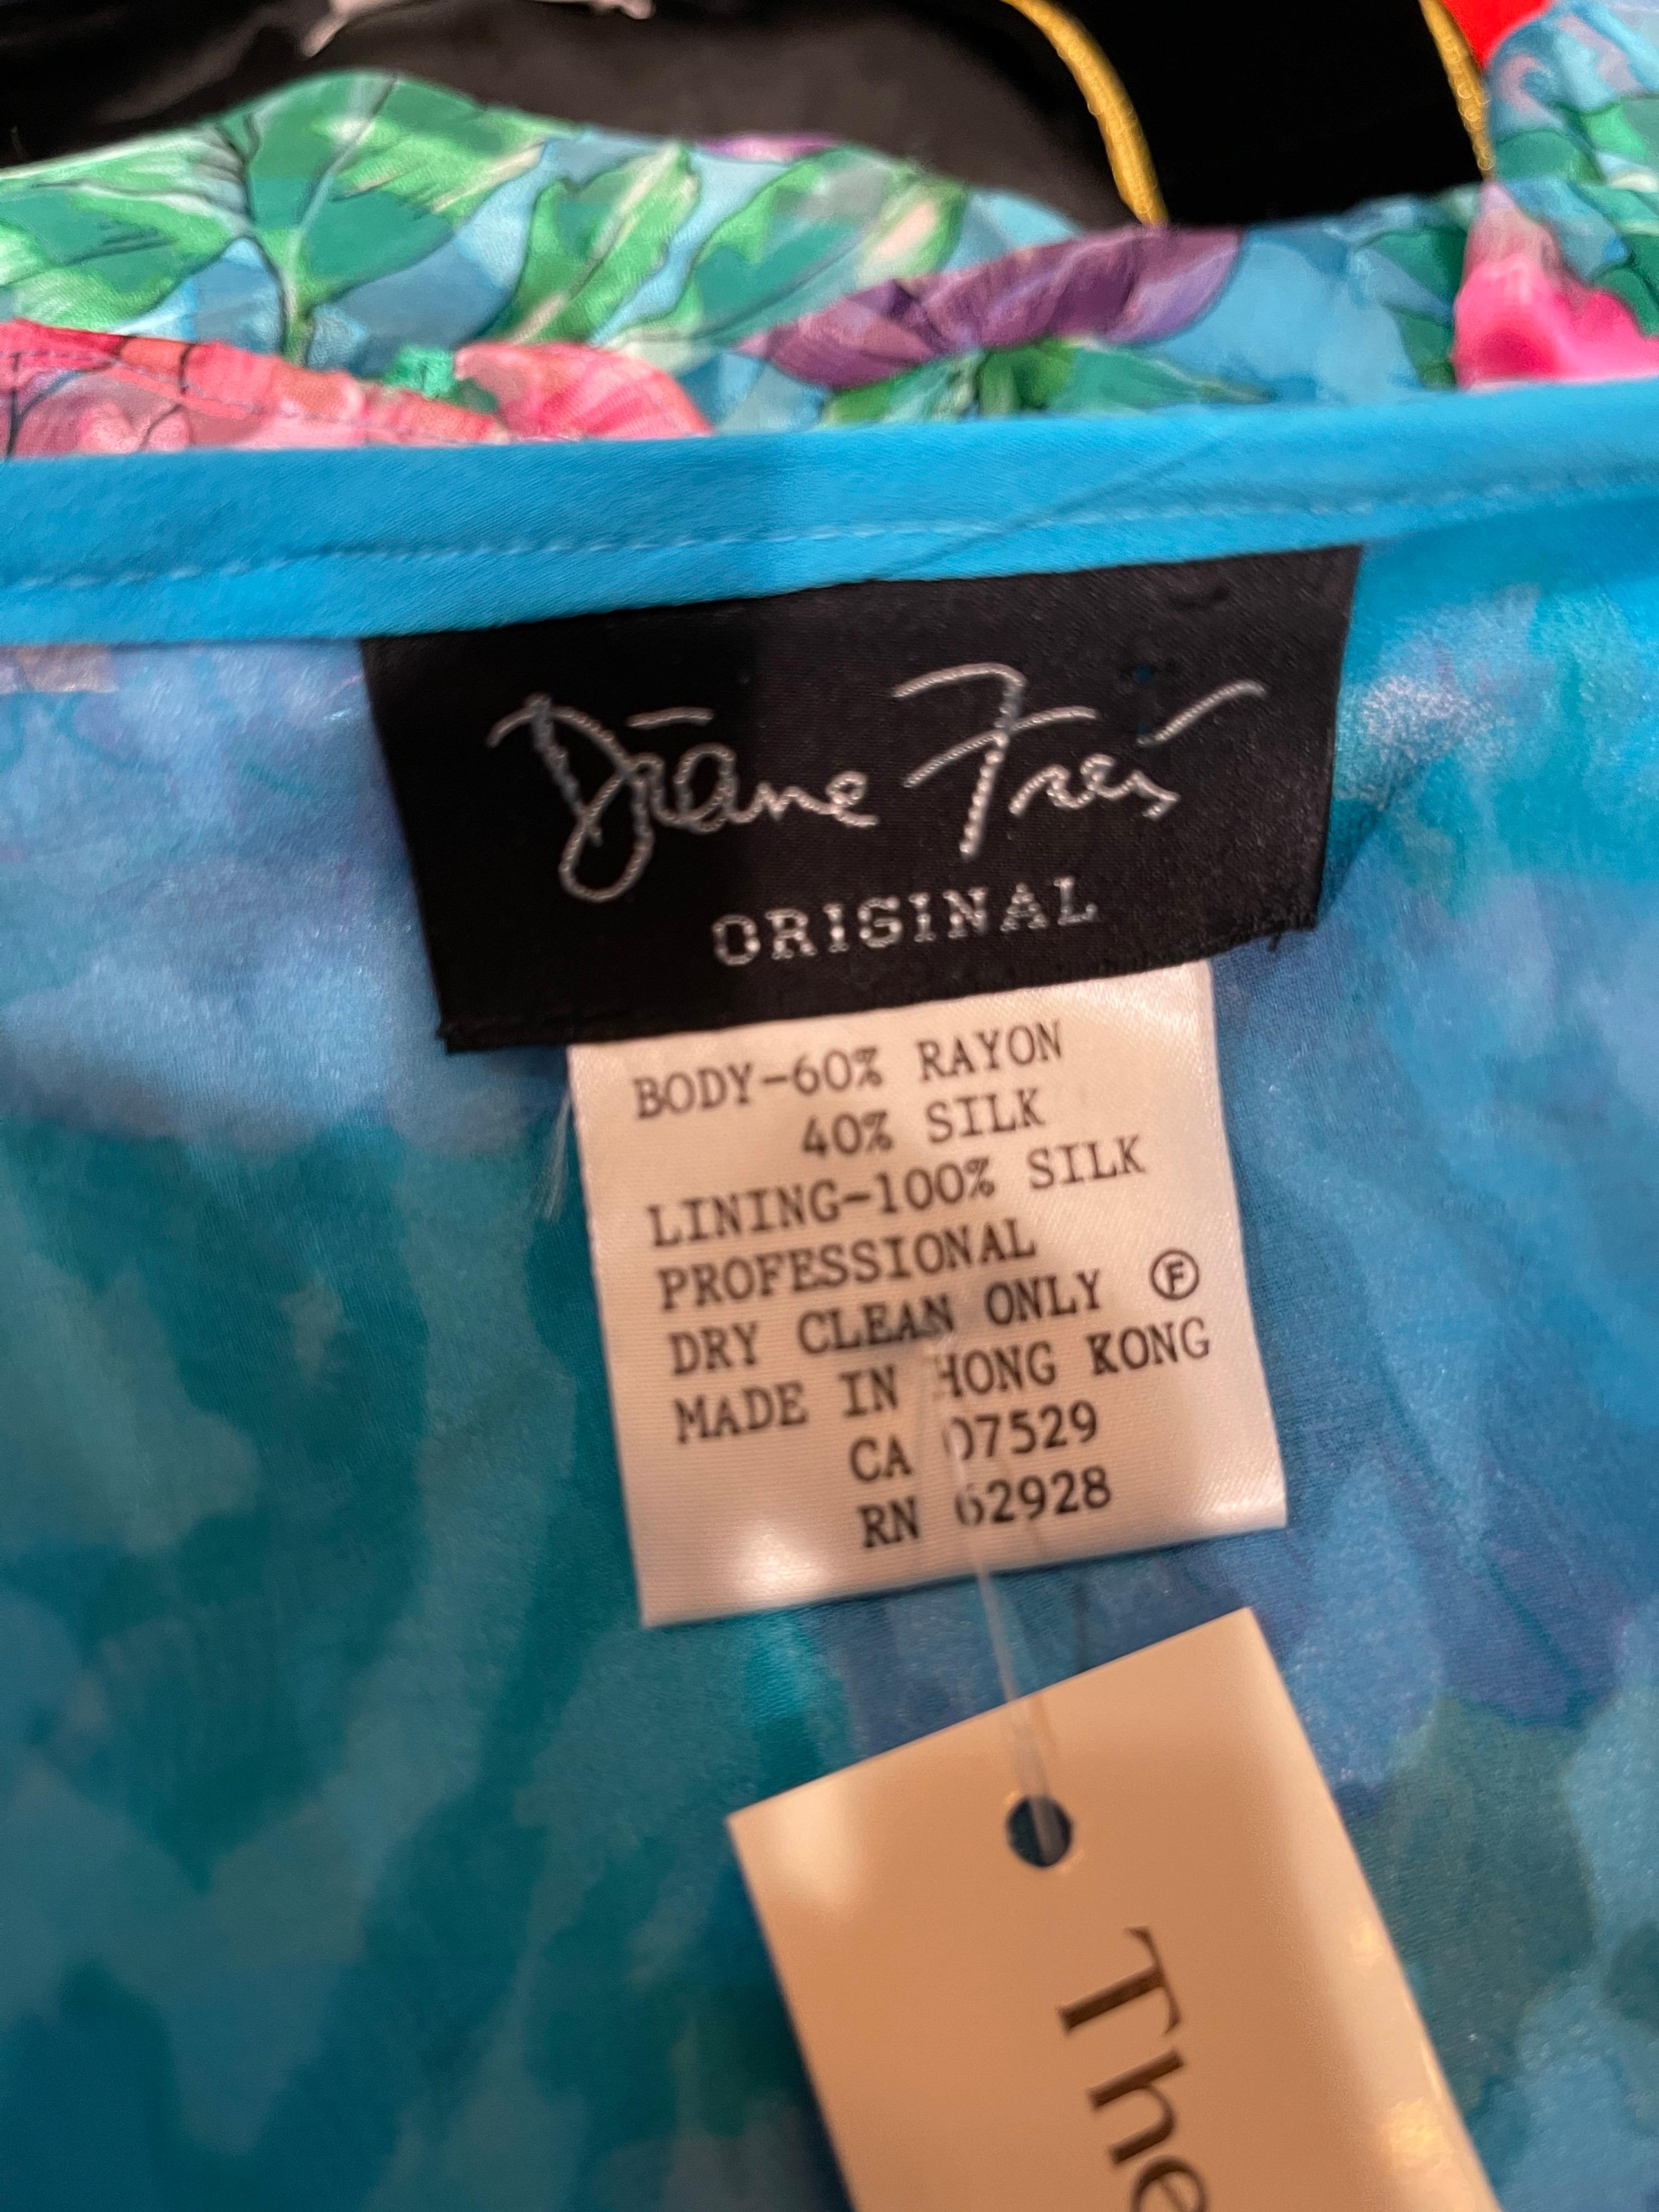 Diane Freis
ORIGINAL
BODY-60% RAYON
40% SILK
LINING-100% SILK
PROFESSIONAL
DRY CLEAN ONLY Ⓕ
MADE IN HONG KONG
CA 07529
RN 62928
The